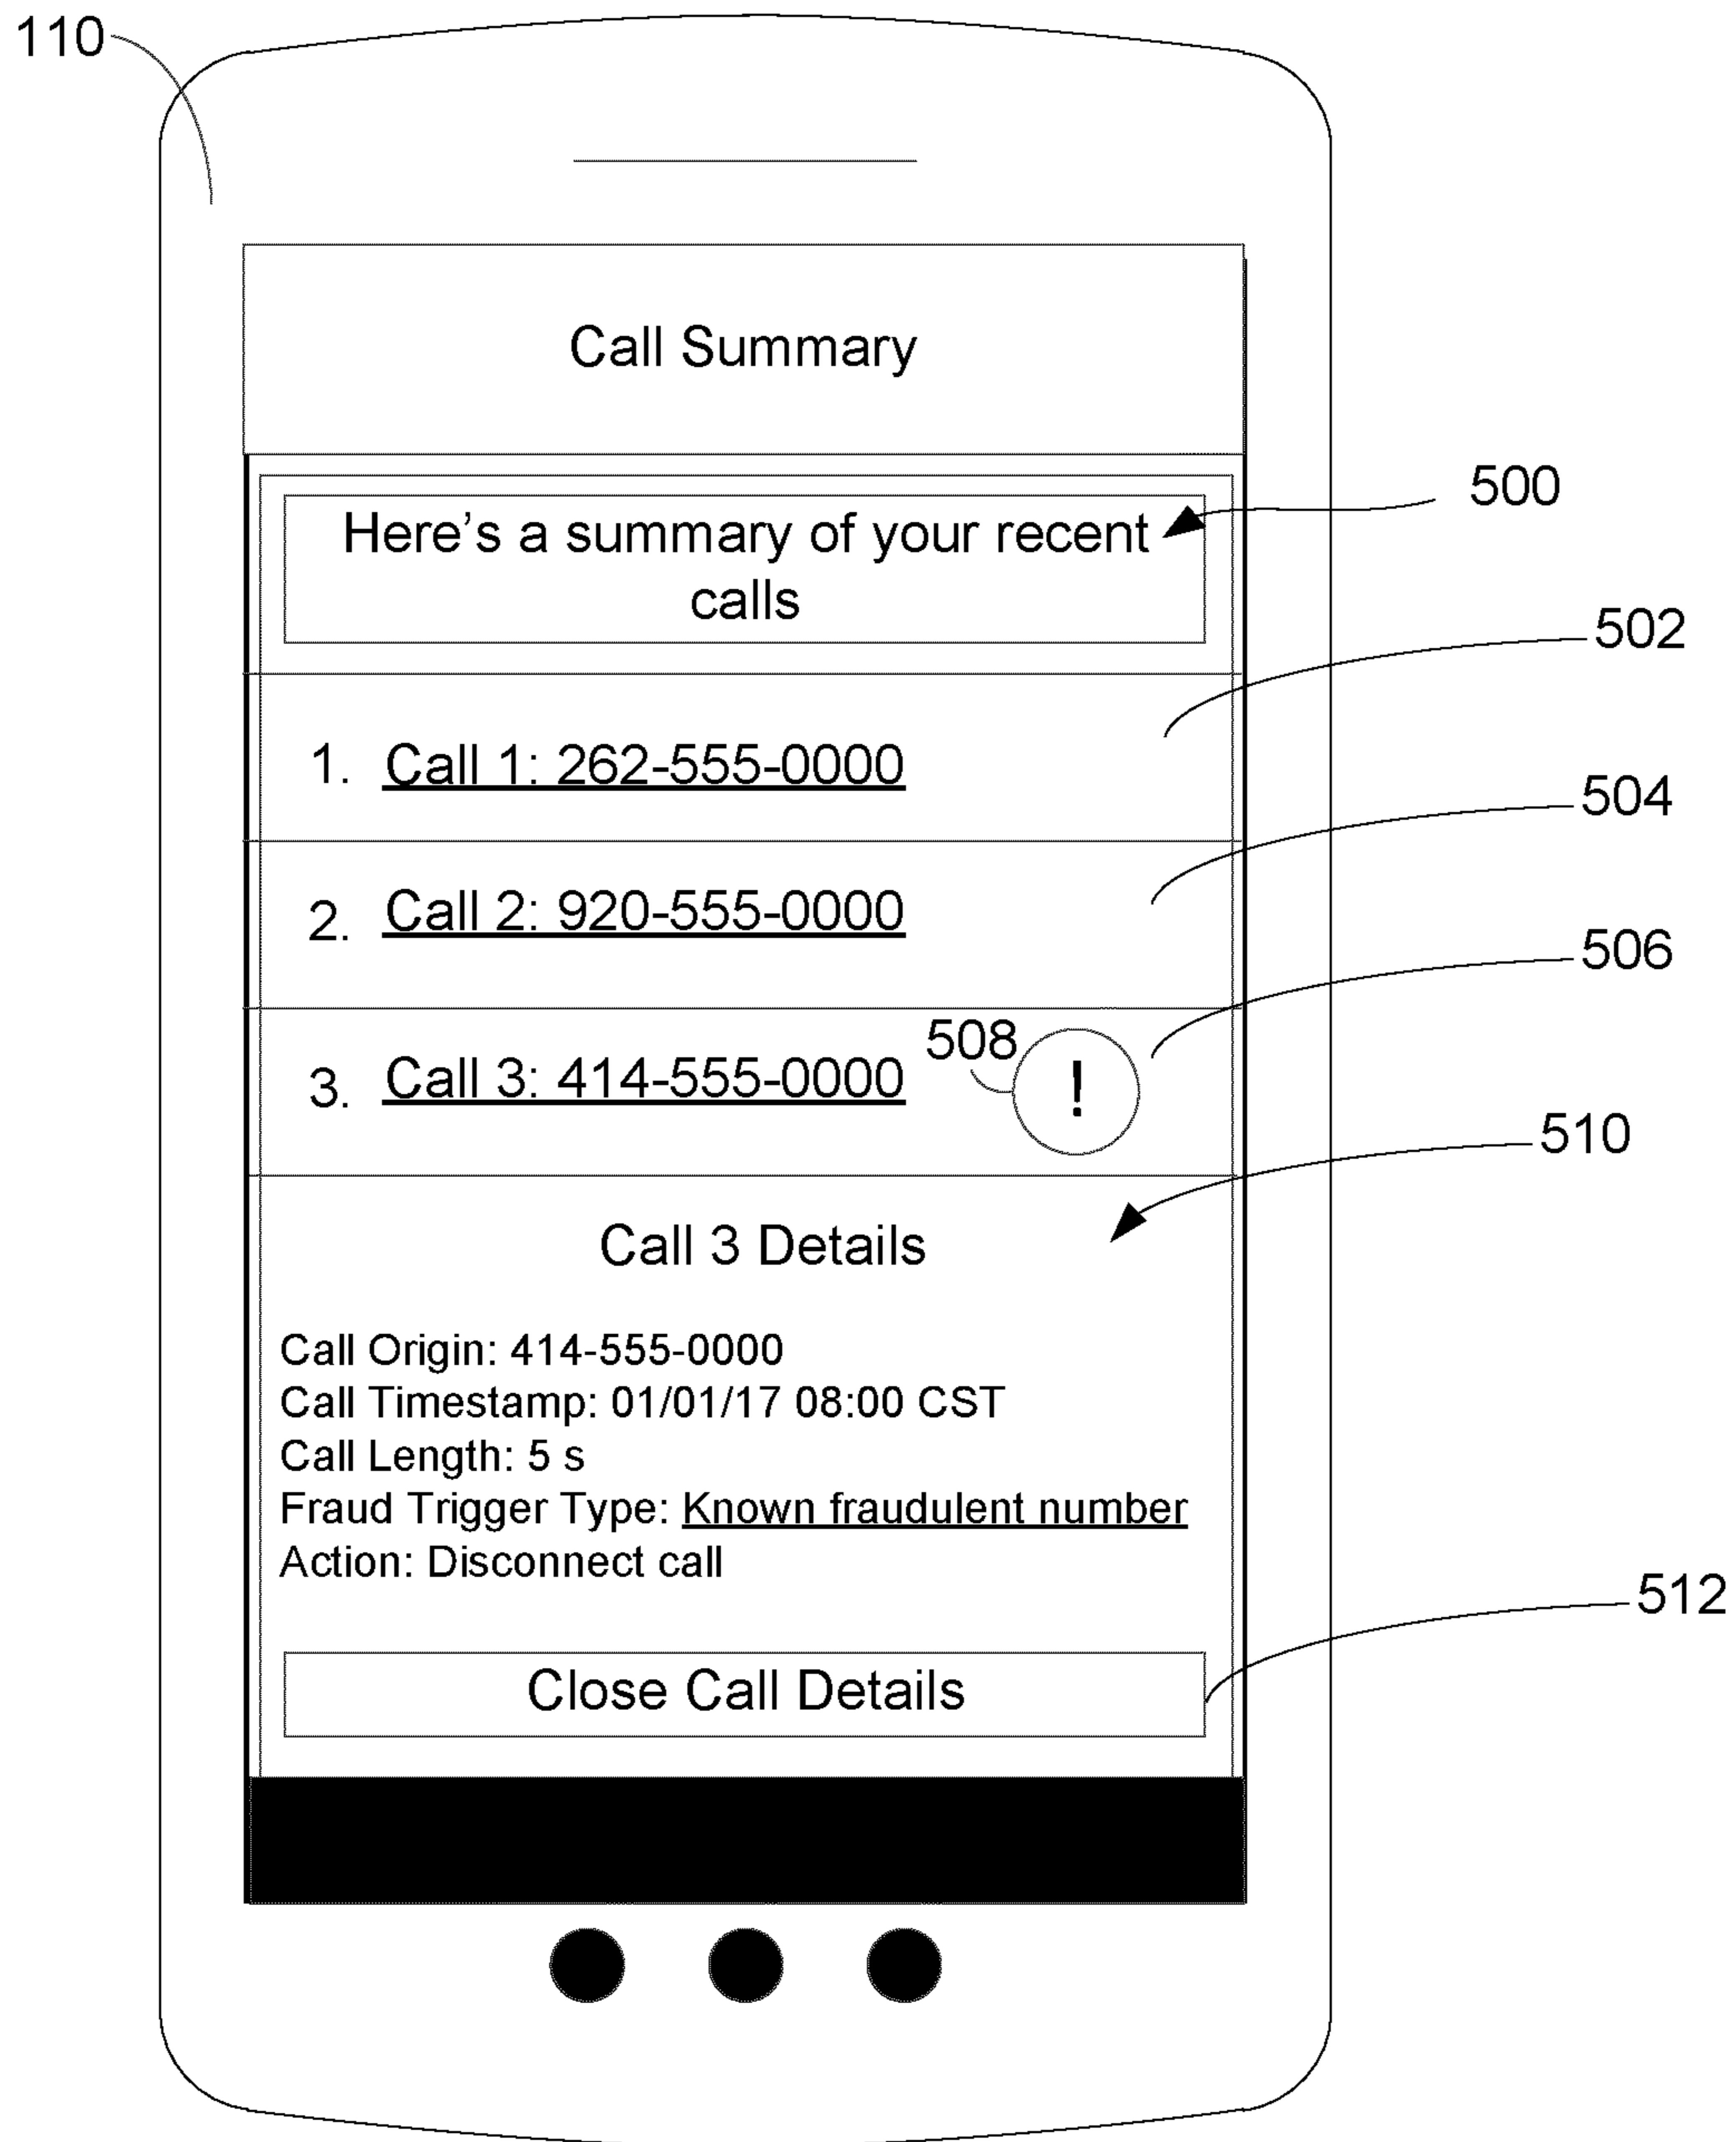 110
Call Summary
500
Here’s a summary of your recent
calls
502
1. Call 1: 262-555-0000
504
2. Call 2: 920-555-0000
506
508
3. Call 3: 414-555-0000 !
510
Call 3 Details
Call Origin: 414-555-0000
Call Timestamp: 01/01/17 08:00 CST
Call Length: 5 s
Fraud Trigger Type: Known fraudulent number
Action: Disconnect call
512
Close Call Details